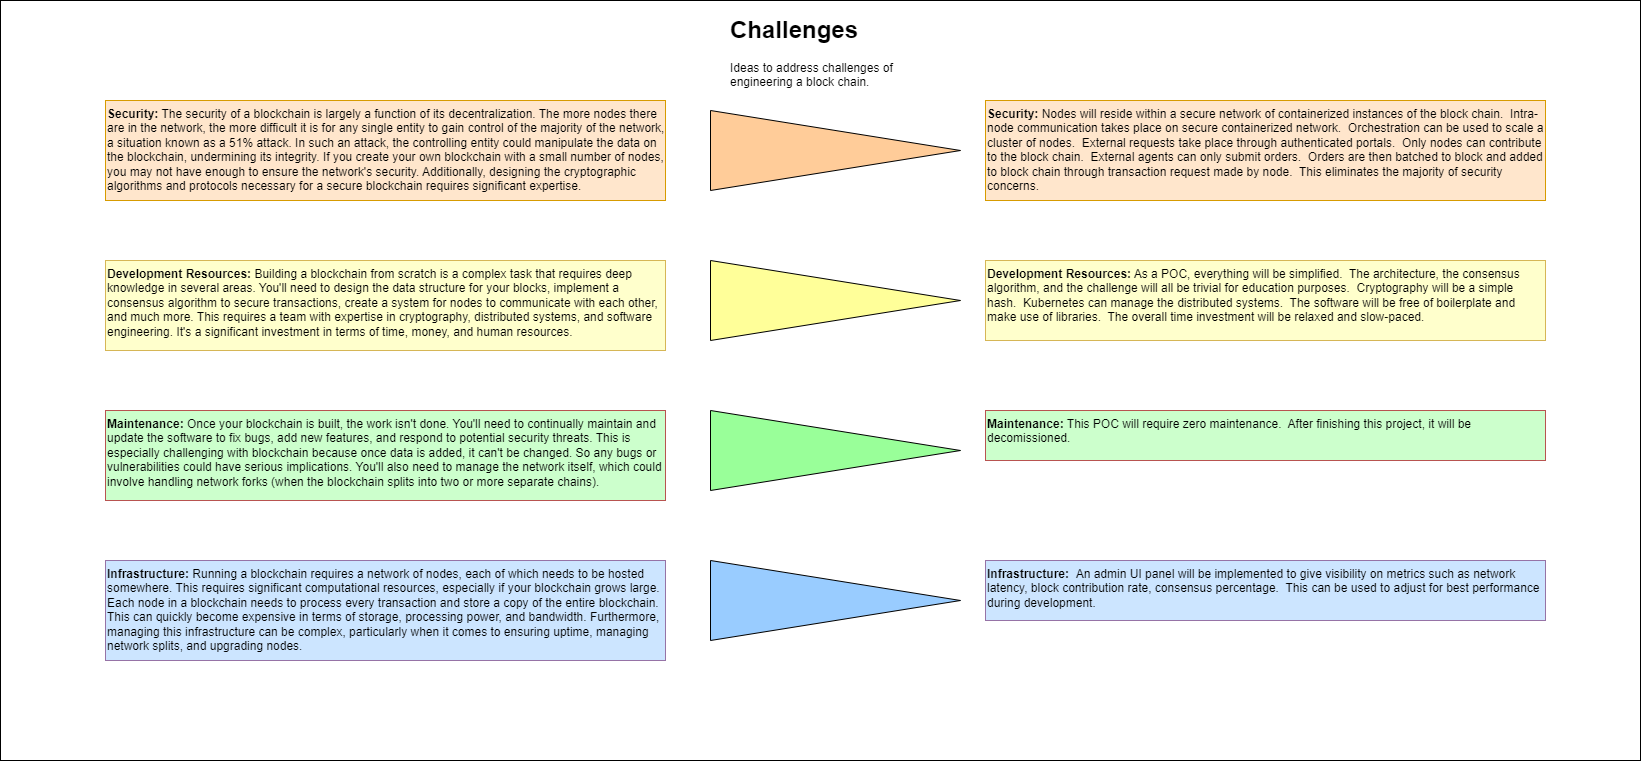 Challenges
Ideas to address challenges of
engineering a block chain.
Security: The security of a blockchain is largely a function of its decentralization. The more nodes there
are in the network, the more difficult it is for any single entity to gain control of the majority of the network,
a situation known as a 51% attack. In such an attack, the controlling entity could manipulate the data on
the blockchain, undermining its integrity. If you create your own blockchain with a small number of nodes,
you may not have enough to ensure the network's security. Additionally, designing the cryptographic
algorithms and protocols necessary for a secure blockchain requires significant expertise.
Security: Nodes will reside within a secure network of containerized instances of the block chain.  Intra-
node communication takes place on secure containerized network.  Orchestration can be used to scale a
cluster of nodes.  External requests take place through authenticated portals.  Only nodes can contribute
to the block chain.  External agents can only submit orders.  Orders are then batched to block and added
to block chain through transaction request made by node.  This eliminates the majority of security
concerns.
Development Resources: Building a blockchain from scratch is a complex task that requires deep
knowledge in several areas. You'll need to design the data structure for your blocks, implement a
consensus algorithm to secure transactions, create a system for nodes to communicate with each other,
and much more. This requires a team with expertise in cryptography, distributed systems, and software
engineering. It's a significant investment in terms of time, money, and human resources.
Development Resources: As a POC, everything will be simplified.  The architecture, the consensus
algorithm, and the challenge will all be trivial for education purposes.  Cryptography will be a simple
hash.  Kubernetes can manage the distributed systems.  The software will be free of boilerplate and
make use of libraries.  The overall time investment will be relaxed and slow-paced.
Maintenance: Once your blockchain is built, the work isn't done. You'll need to continually maintain and
update the software to fix bugs, add new features, and respond to potential security threats. This is
especially challenging with blockchain because once data is added, it can't be changed. So any bugs or
vulnerabilities could have serious implications. You'll also need to manage the network itself, which could
involve handling network forks (when the blockchain splits into two or more separate chains).
Maintenance: This POC will require zero maintenance.  After finishing this project, it will be
decomissioned.
Infrastructure: Running a blockchain requires a network of nodes, each of which needs to be hosted
somewhere. This requires significant computational resources, especially if your blockchain grows large.
Each node in a blockchain needs to process every transaction and store a copy of the entire blockchain.
This can quickly become expensive in terms of storage, processing power, and bandwidth. Furthermore,
managing this infrastructure can be complex, particularly when it comes to ensuring uptime, managing
network splits, and upgrading nodes.
Infrastructure:  An admin UI panel will be implemented to give visibility on metrics such as network
latency, block contribution rate, consensus percentage.  This can be used to adjust for best performance
during development.